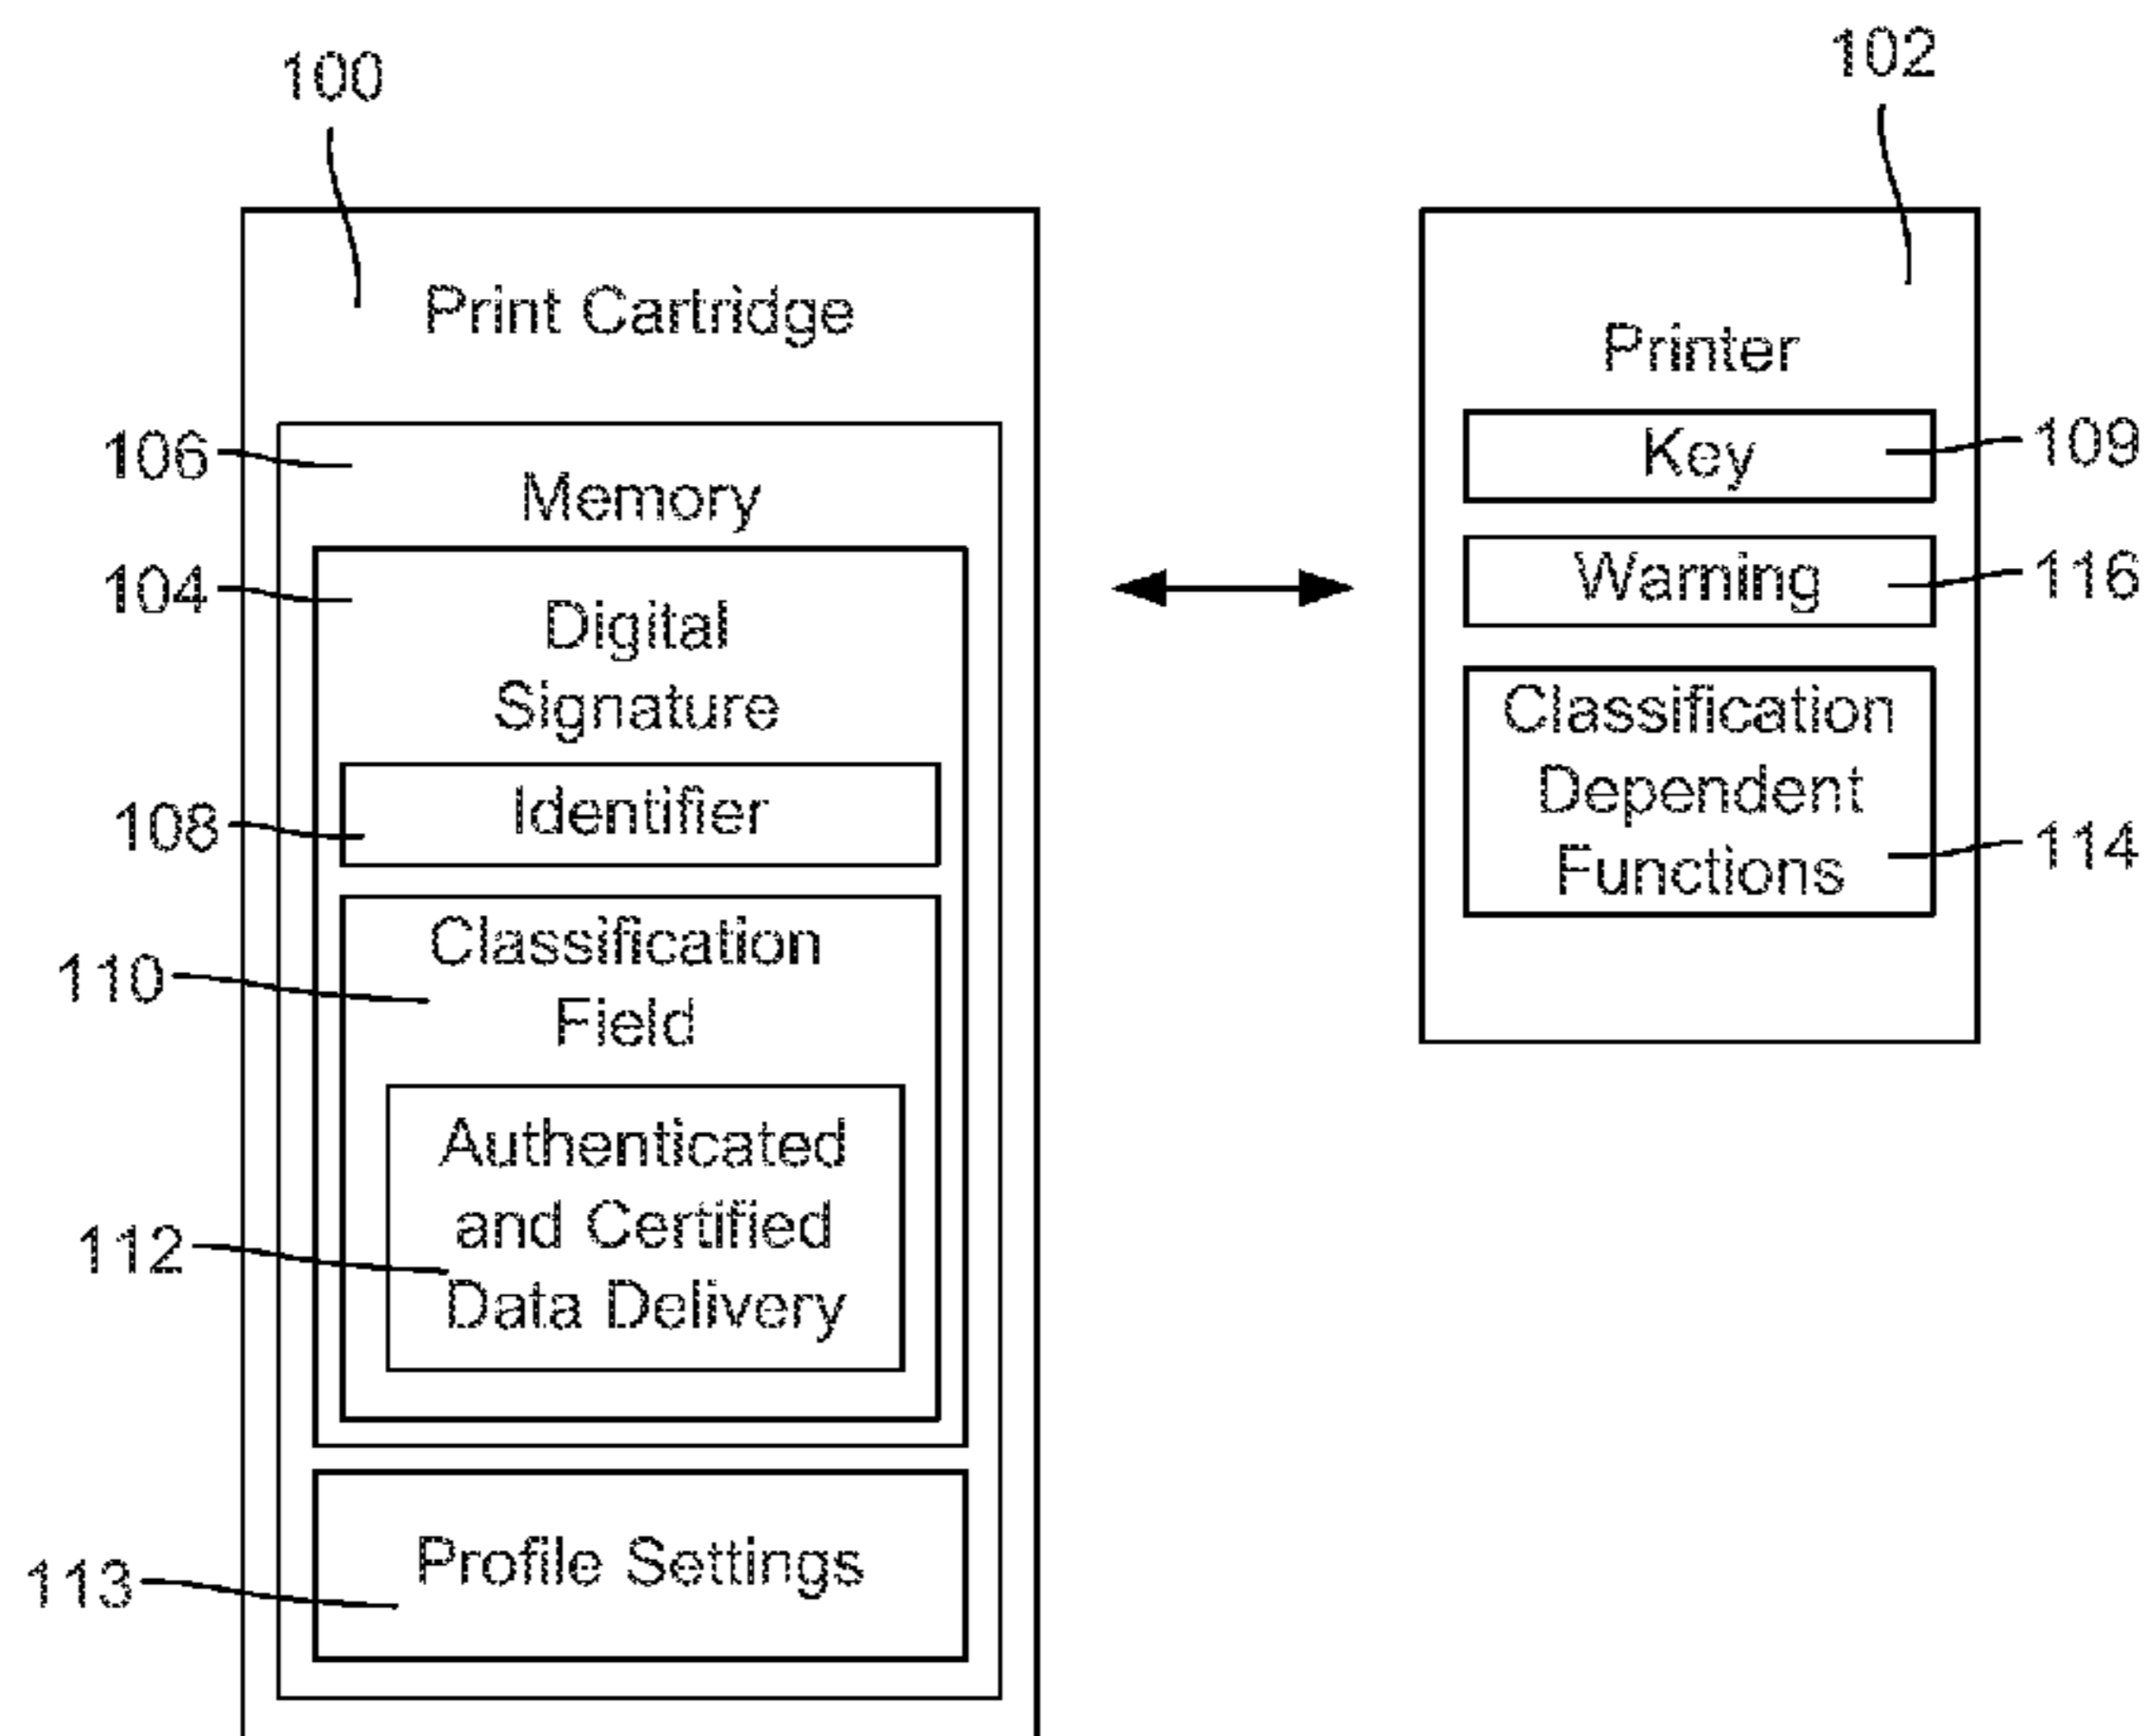 100
Print Cartridge
106
Memory
104
Digital
Signature
108
Identifier
110
Classification
Field
112
Authenticated
and Certified
Data Delivery
113
Profile Settings
102
Printer
Key
109
Warning
116
Classification
Dependent
Functions
114